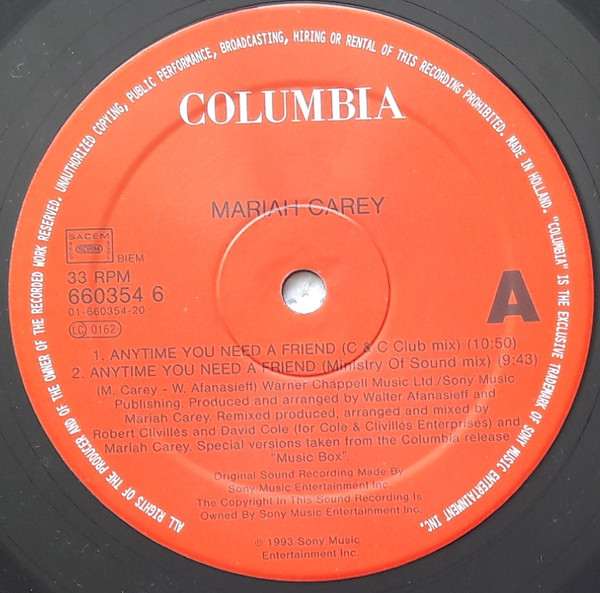 ALL RIGHTS OF THE PRODUCER AND OF THE OWNER OF THE RECORDED WORK RESERVED. UNAUTHORIZED COPYING, PUBLIC PERFORMANCE, BROADCASTING, HIRING OR RENTAL OF THIS RECORDING PROHIBITED. MADE IN HOLLAND. "COLUMBIA" IS THE EXCLUSIVE TRADEMARK OF SONY MUSIC ENTERTAINMENT INC.
COLUMBIA
MARIAH CAREY
SACEM
BIEM
33 RPM
660354 6
01-660354-20
LC 0162
A
1. ANYTIME YOU NEED A FRIEND (C & C Club mix) (10:50)
2. ANYTIME YOU NEED A FRIEND (Ministry Of Sound mix) (9:43)
(M. Carey - W. Afanasieff) Warner Chappell Music Ltd./Sony Music
Publishing. Produced and arranged by Walter Afanasieff and
Mariah Carey. Remixed produced, arranged and mixed by
Robert Clivillés and David Cole (for Cole & Clivillés Enterprises) and
Mariah Carey. Special versions taken from the Columbia release
"Music Box".
Original Sound Recording Made By
Sony Music Entertainment Inc.
The Copyright In This Sound Recording Is
Owned By Sony Music Entertainment Inc.
℗ 1993 Sony Music
Entertainment Inc.